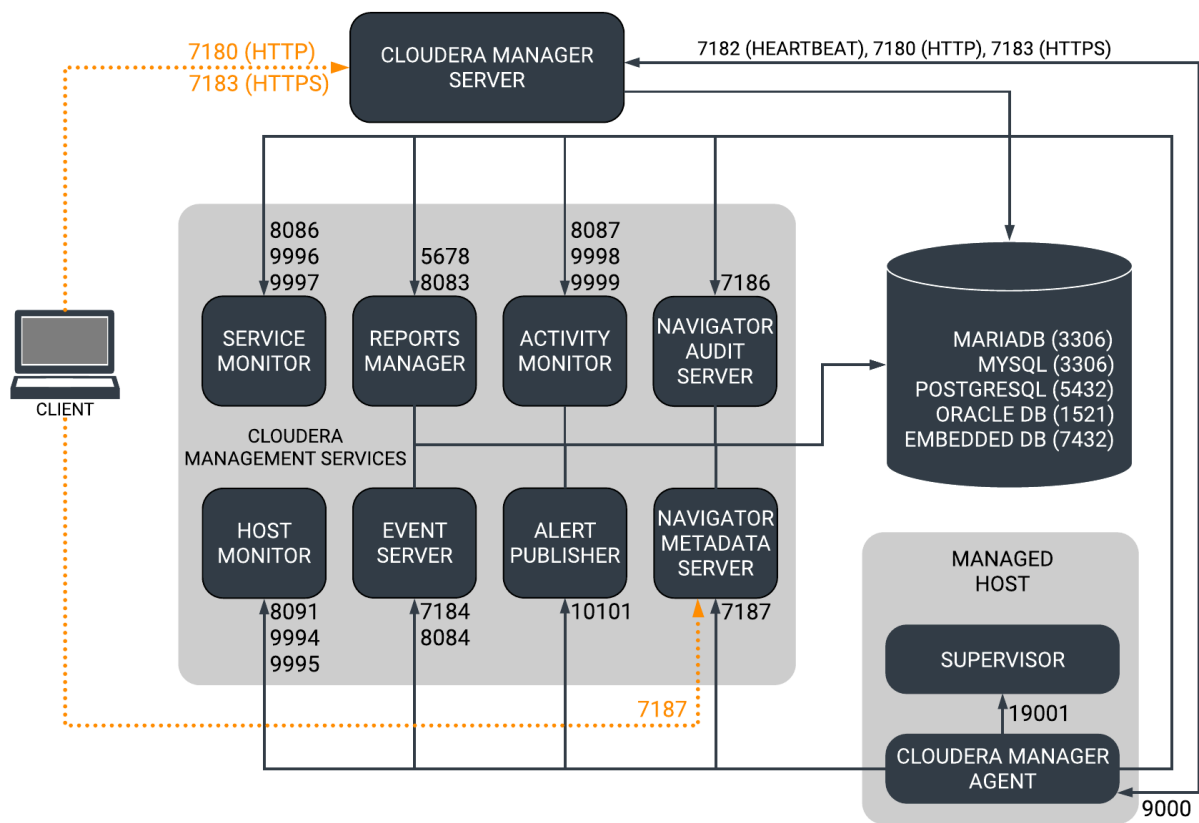 7180 (HTTP)
7183 (HTTPS)
CLOUDERA MANAGER
SERVER
7182 (HEARTBEAT), 7180 (HTTP), 7183 (HTTPS)
8086
9996
9997
5678
8083
8087
9998
9999
7186
SERVICE
MONITOR
REPORTS
MANAGER
ACTIVITY
MONITOR
NAVIGATOR
AUDIT
SERVER
MARIADB (3306)
MYSQL (3306)
POSTGRESQL (5432)
ORACLE DB (1521)
EMBEDDED DB (7432)
CLIENT
CLOUDERA
MANAGEMENT SERVICES
HOST
MONITOR
EVENT
SERVER
ALERT
PUBLISHER
NAVIGATOR
METADATA
SERVER
8091
9994
9995
7184
8084
10101
7187
7187
MANAGED
HOST
SUPERVISOR
19001
CLOUDERA MANAGER
AGENT
9000